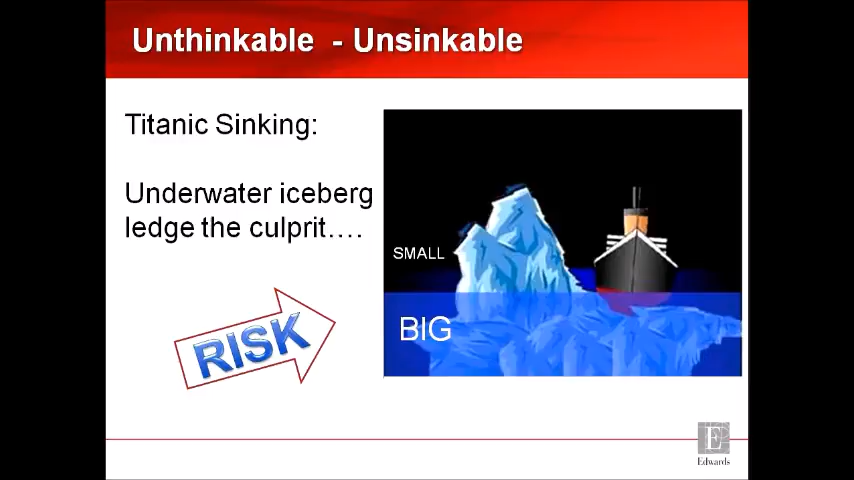 Unthinkable - Unsinkable
Titanic Sinking:
Underwater iceberg
ledge the culprit….
SMALL
BIG
RISK
E
Edwards